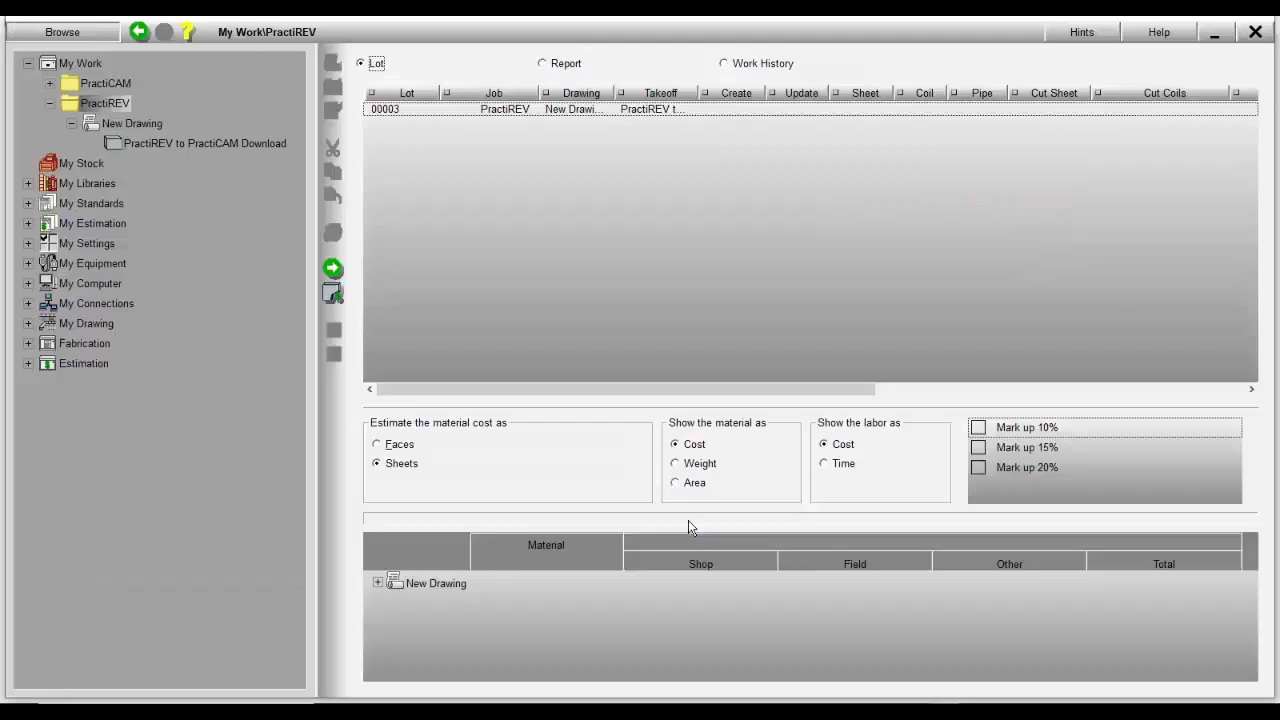 Browse ? My Work\PractiREV Hints Help
My Work
PractiCAM
PractiREV
New Drawing
PractiREV to PractiCAM Download
My Stock
My Libraries
My Standards
My Estimation
My Settings
My Equipment
My Computer
My Connections
My Drawing
Fabrication
Estimation
Lot Report Work History
Lot Job Drawing Takeoff Create Update Sheet Coil Pipe Cut Sheet Cut Coils
00003 PractiREV New Drawi... PractiREV t...
Estimate the material cost as
Faces
Sheets
Show the material as
Cost
Weight
Area
Show the labor as
Cost
Time
Mark up 10%
Mark up 15%
Mark up 20%
Material
Shop Field Other Total
New Drawing